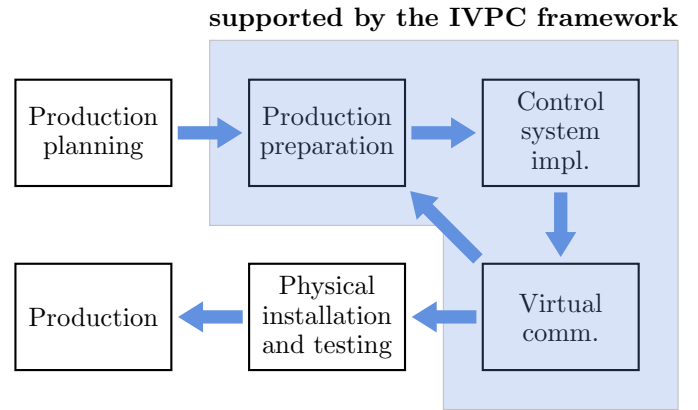 supported by the IVPC framework
Production
planning
Production
preparation
Control
system
impl.
Production
Physical
installation
and testing
Virtual
comm.